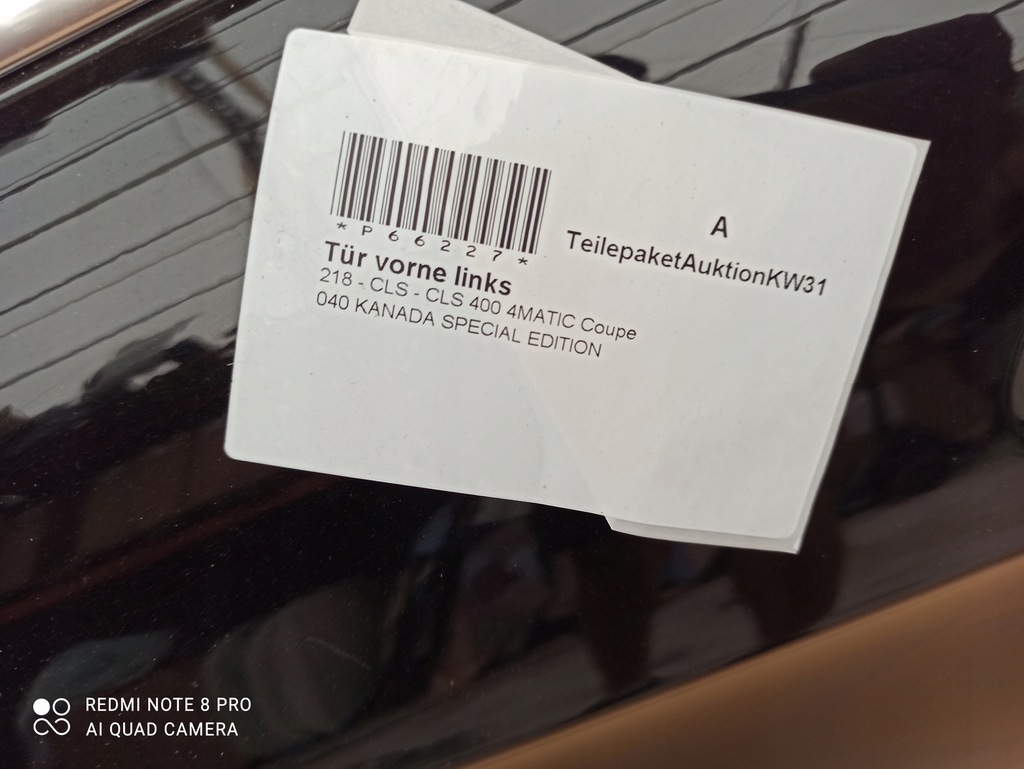 *P66227*
A
TeilepaketAuktionKW31
Tür vorne links
218 - CLS - CLS 400 4MATIC Coupe
040 KANADA SPECIAL EDITION
REDMI NOTE 8 PRO
AI QUAD CAMERA